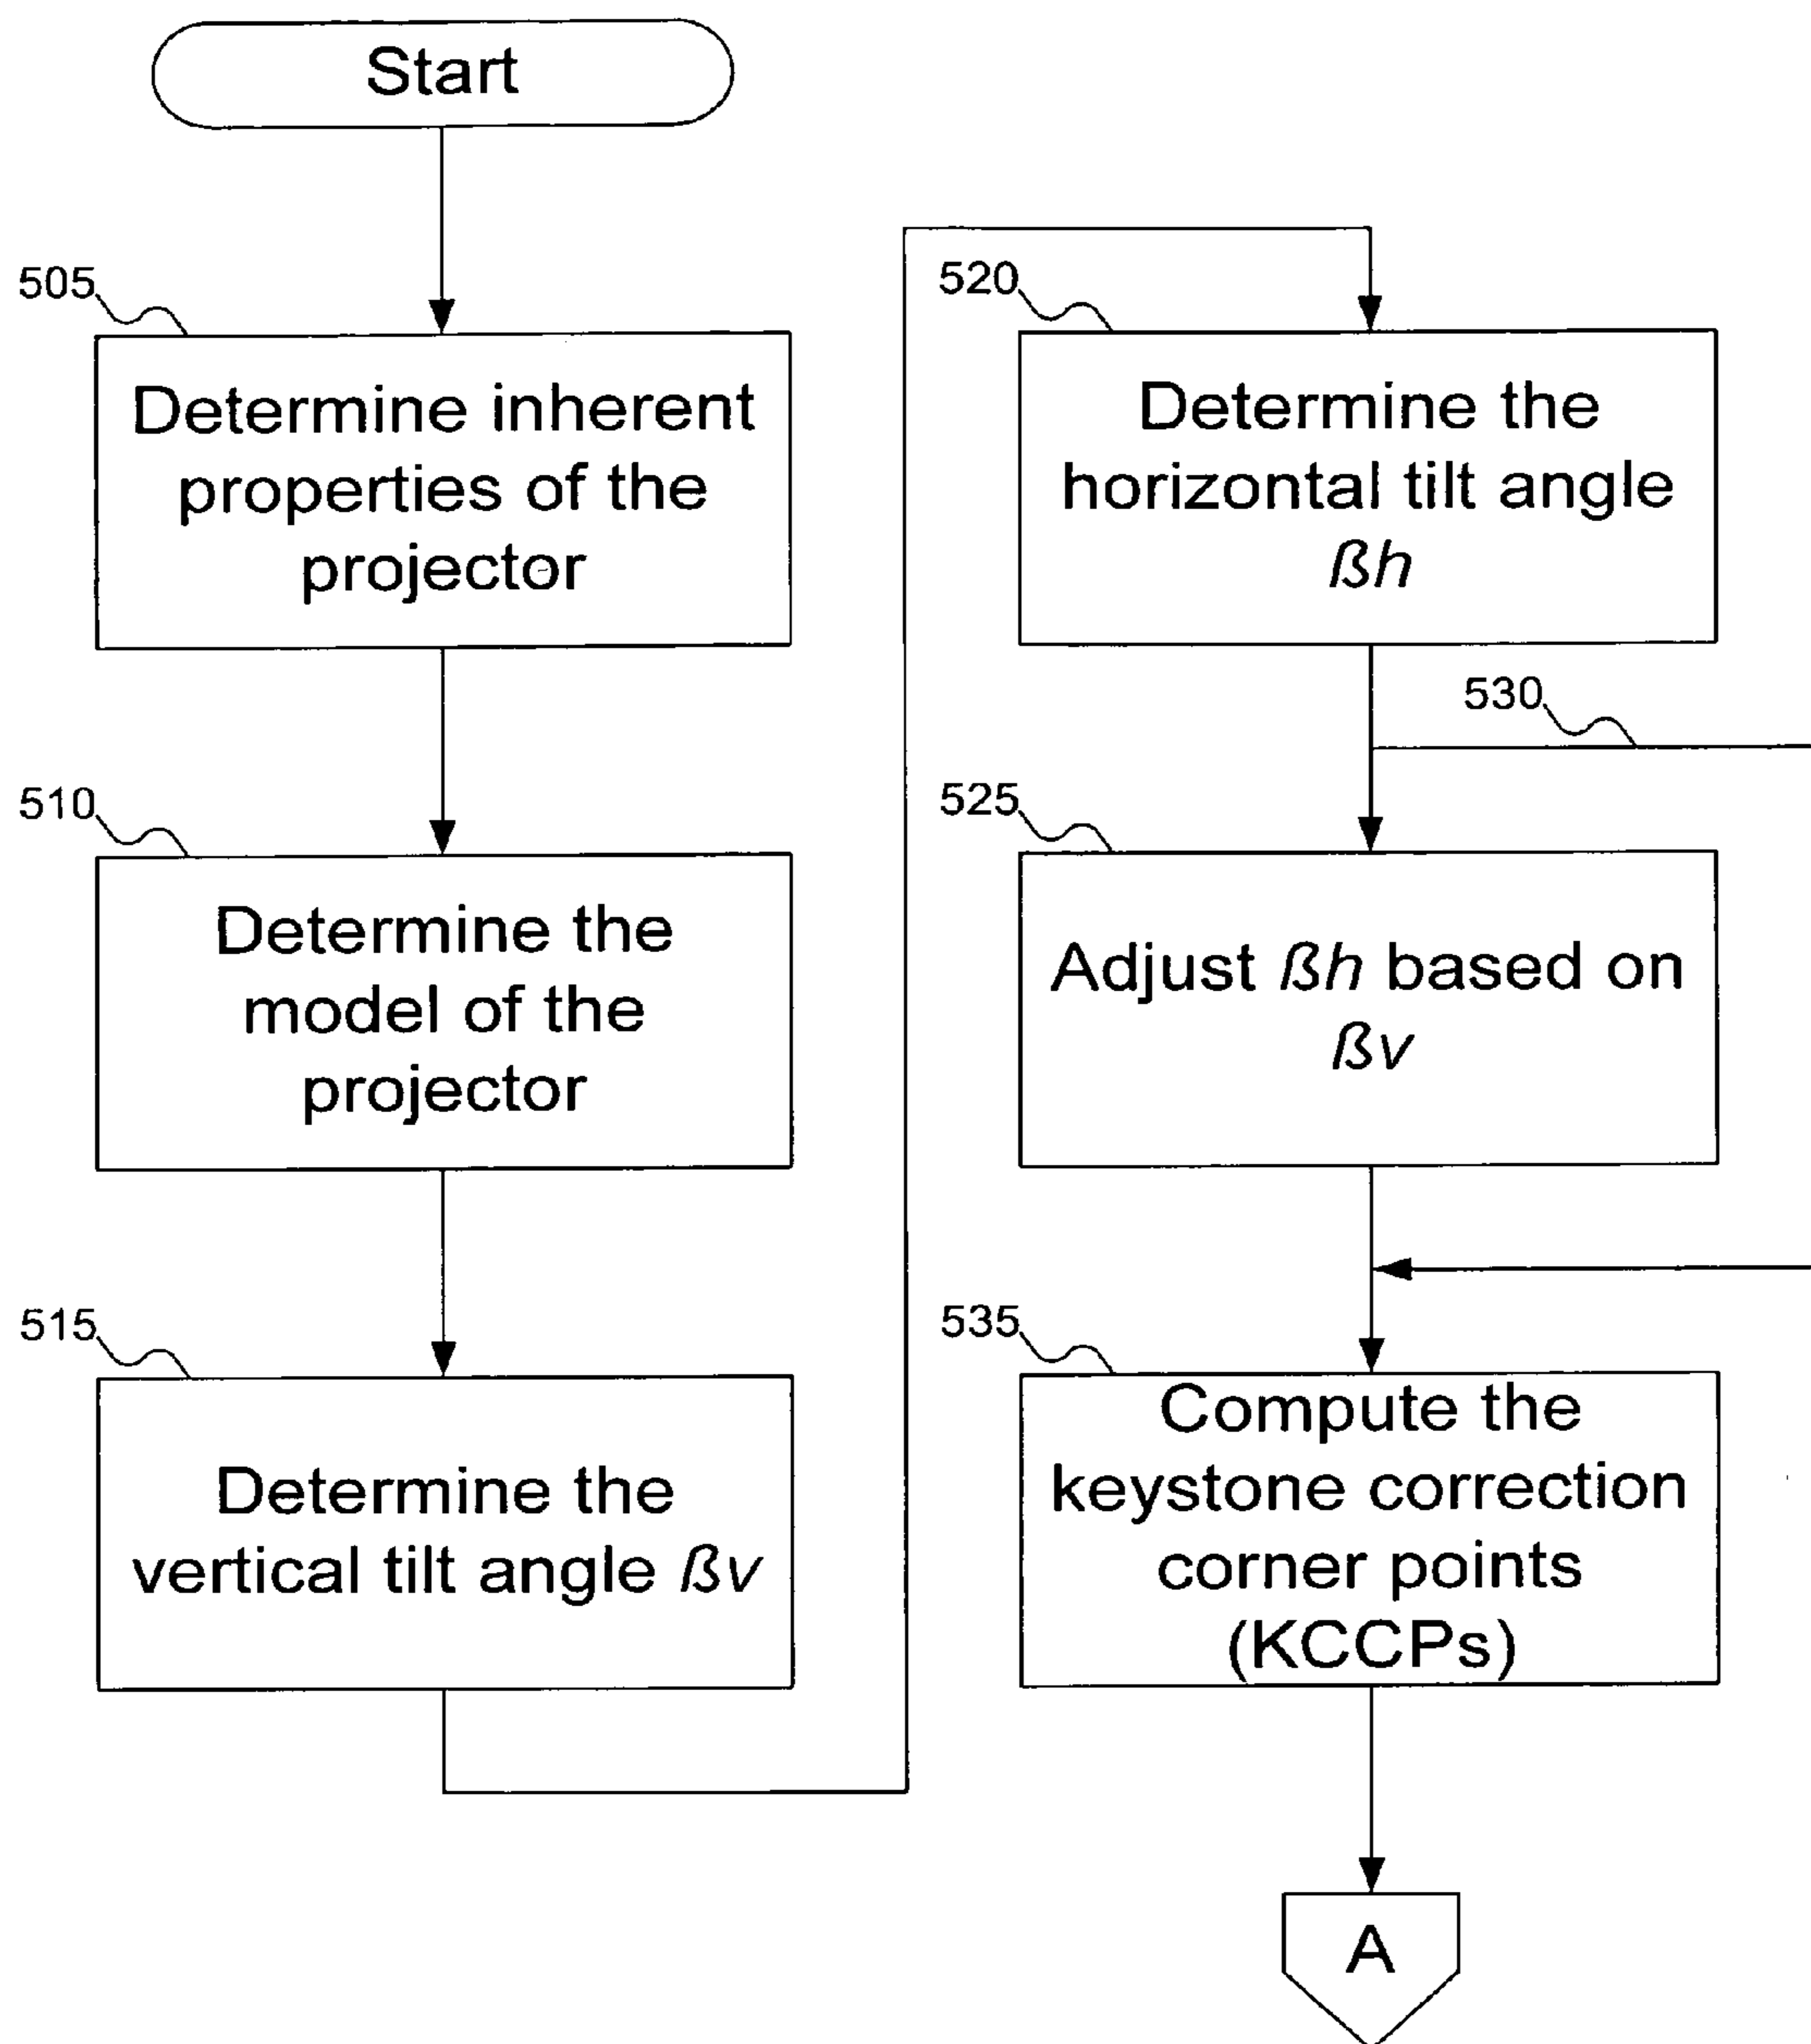 Start
505
Determine inherent
properties of the
projector
510
Determine the
model of the
projector
515
Determine the
vertical tilt angle ßv
520
Determine the
horizontal tilt angle
ßh
530
525
Adjust ßh based on
ßv
535
Compute the
keystone correction
corner points
(KCCPs)
A